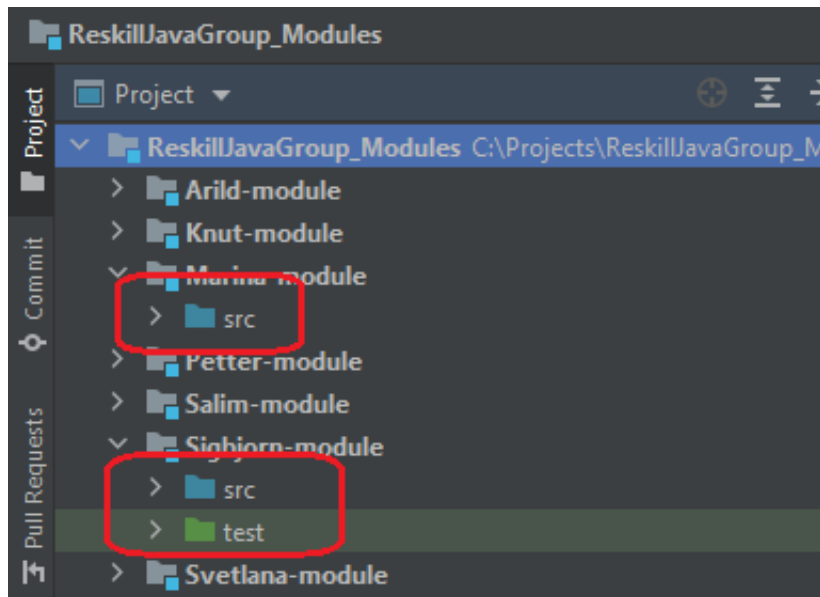 ReskillJavaGroup_Modules
Project
Project
ReskillJavaGroup_Modules C:\Projects\ReskillJavaGroup_M
Arild-module
Knut-module
Marina-module
src
Commit
Petter-module
Salim-module
Sigbjorn-module
src
test
Pull Requests
Svetlana-module